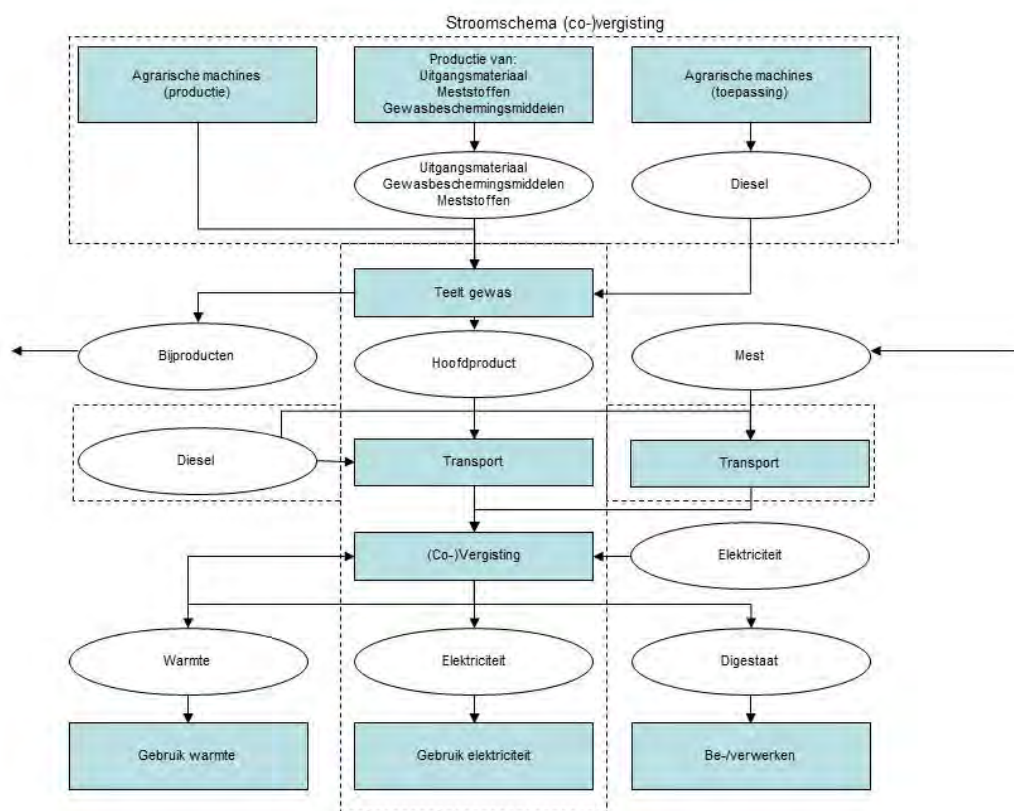 Stroomschema (co-)vergisting
Agrarische machines
(productie)
Productie van:
Uitgangsmateriaal
Meststoffen
Gewasbeschermingsmiddelen
Agrarische machines
(toepassing)
Uitgangsmateriaal
Gewasbeschermingsmiddelen
Meststoffen
Diesel
Teelt gewas
Bijproducten
Hoofdproduct
Mest
Diesel
Transport
Transport
(Co-)Vergisting
Elektriciteit
Warmte
Elektriciteit
Digestaat
Gebruik warmte
Gebruik elektriciteit
Be-/verwerken